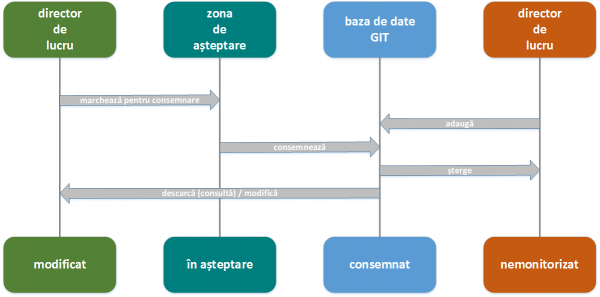 director
de
lucru
zona
de
așteptare
baza de date
GIT
director
de
lucru
marchează pentru consemnare
adaugă
consemnează
șterge
descarcă (consultă) / modifică
modificat
în așteptare
consemnat
nemonitorizat